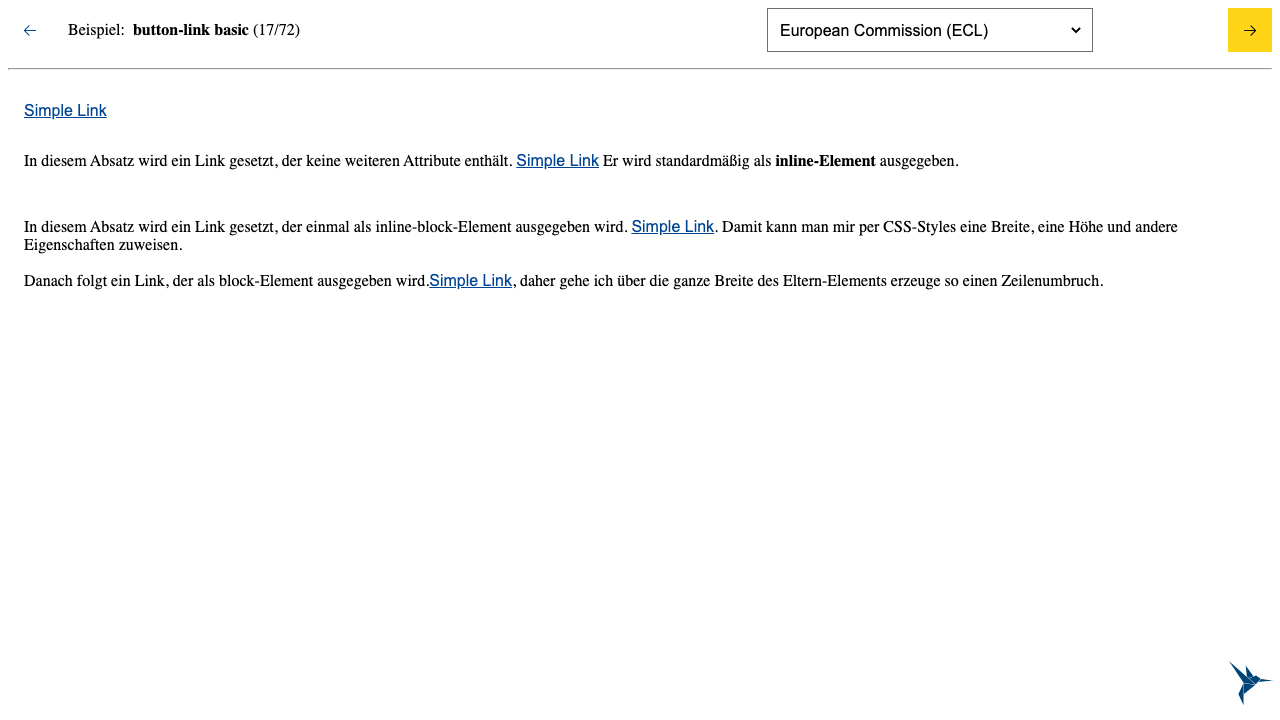 Beispiel: button-link basic (17/72)
European Commission (ECL)
Simple Link
In diesem Absatz wird ein Link gesetzt, der keine weiteren Attribute enthält. Simple Link Er wird standardmäßig als inline-Element ausgegeben.
In diesem Absatz wird ein Link gesetzt, der einmal als inline-block-Element ausgegeben wird. Simple Link. Damit kann man mir per CSS-Styles eine Breite, eine Höhe und andere
Eigenschaften zuweisen.
Danach folgt ein Link, der als block-Element ausgegeben wird.Simple Link, daher gehe ich über die ganze Breite des Eltern-Elements erzeuge so einen Zeilenumbruch.